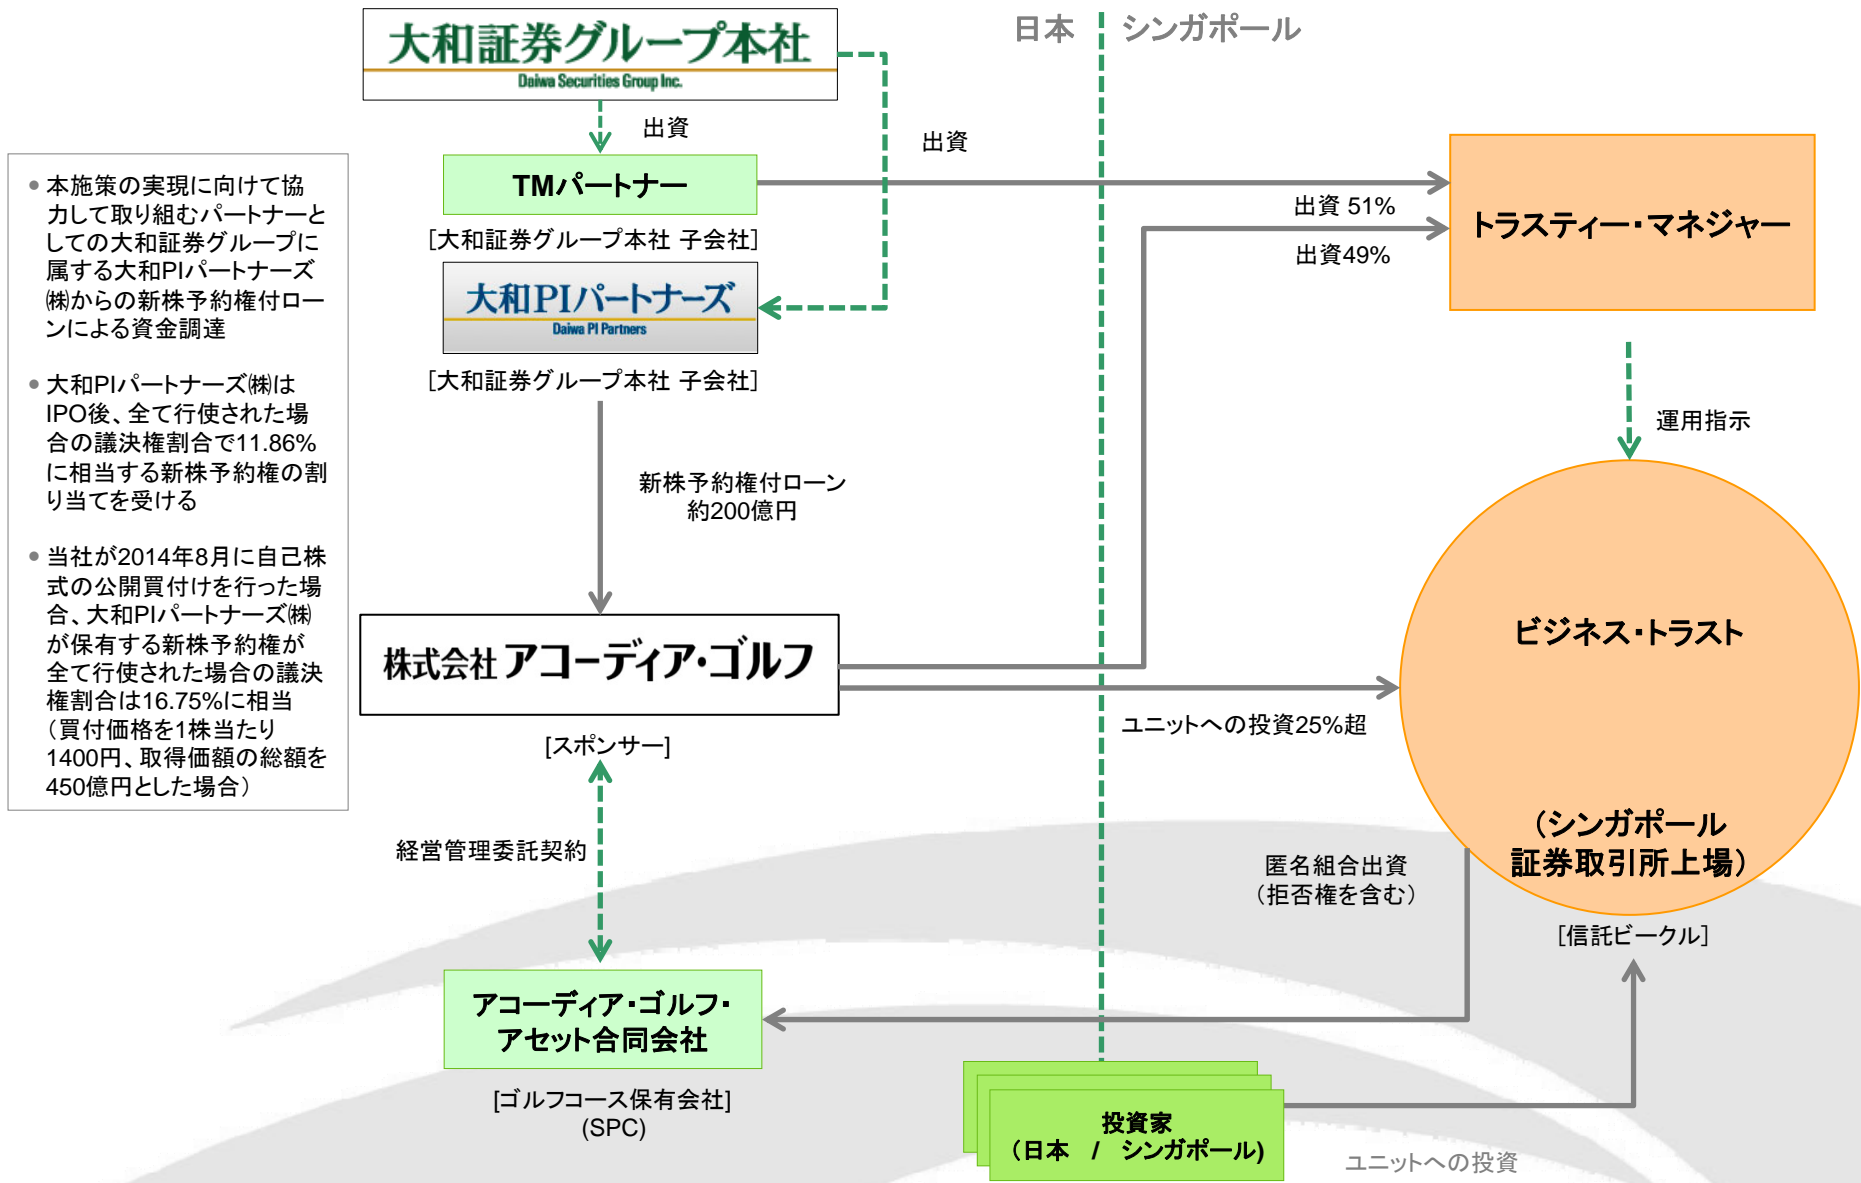 大和証券グループ本社
Daiwa Securities Group Inc.
日本
シンガポール
出資
出資
TMパートナー
[大和証券グループ本社 子会社]
大和PIパートナーズ
Daiwa PI Partners
[大和証券グループ本社 子会社]
出資 51%
出資49%
トラスティー・マネジャー
運用指示
● 本施策の実現に向けて協
力して取り組むパートナーと
しての大和証券グループに
属する大和PIパートナーズ
㈱からの新株予約権付ロー
ンによる資金調達
● 大和PIパートナーズ㈱は
IPO後、全て行使された場
合の議決権割合で11.86%
に相当する新株予約権の割
り当てを受ける
● 当社が2014年8月に自己株
式の公開買付けを行った場
合、大和PIパートナーズ㈱
が保有する新株予約権が
全て行使された場合の議決
権割合は16.75%に相当
（買付価格を1株当たり
1400円、取得価額の総額を
450億円とした場合）
新株予約権付ローン
約200億円
株式会社 アコーディア・ゴルフ
[スポンサー]
ユニットへの投資25%超
ビジネス・トラスト
（シンガポール
証券取引所上場）
[信託ビークル]
経営管理委託契約
匿名組合出資
（拒否権を含む）
アコーディア・ゴルフ・
アセット合同会社
[ゴルフコース保有会社]
(SPC)
投資家
（日本 / シンガポール)
ユニットへの投資